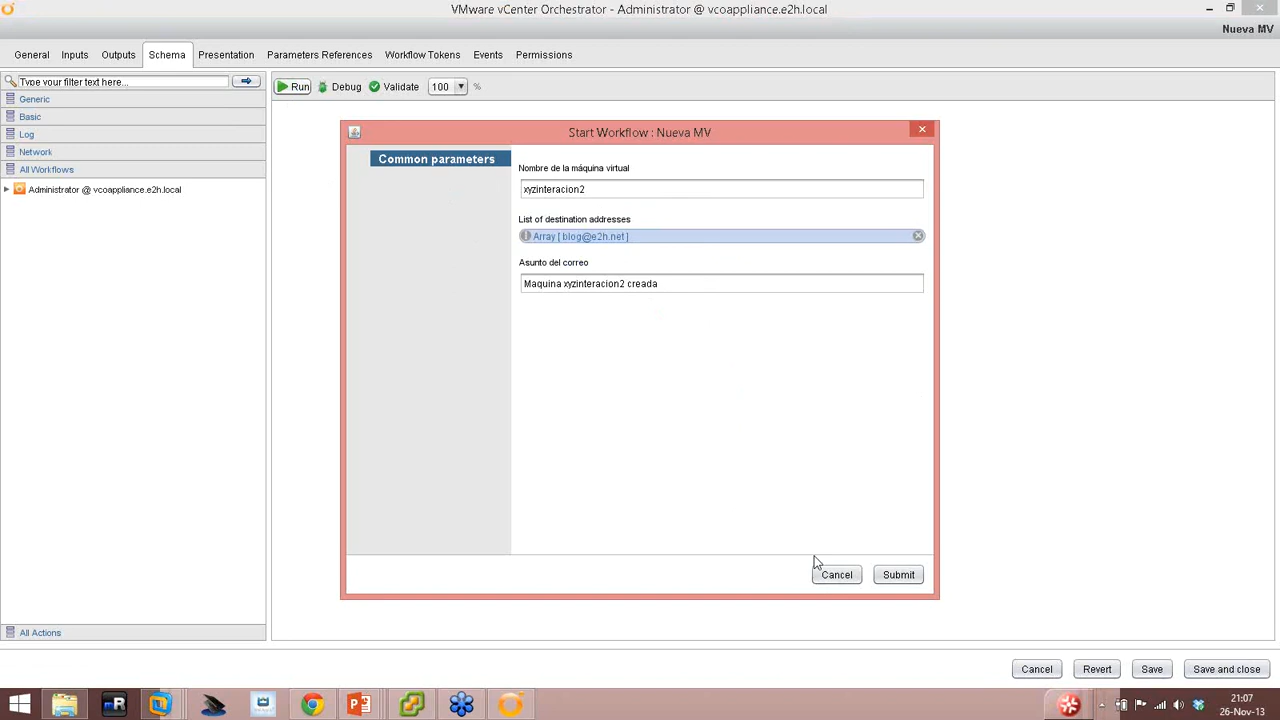 VMware vCenter Orchestrator - Administrator @ vcoappliance.e2h.local
Nueva MV
General Inputs Outputs Schema Presentation Parameters References Workflow Tokens Events Permissions
Type your filter text here...
Run Debug Validate 100 %
Generic
Basic
Log
Network
All Workflows
Administrator @ vcoappliance.e2h.local
Start Workflow : Nueva MV
Common parameters
Nombre de la máquina virtual
xyzinteracion2
List of destination addresses
Array [ blog@e2h.net ]
Asunto del correo
Maquina xyzinteracion2 creada
Cancel Submit
All Actions
Cancel Revert Save Save and close
21:07
26-Nov-13